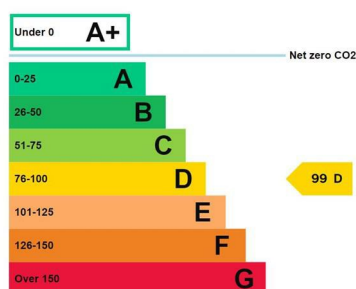 Under 0 A+
Net zero CO2
0-25 A
26-50 B
51-75 C
76-100 D
99 D
101-125 E
126-150 F
Over 150 G